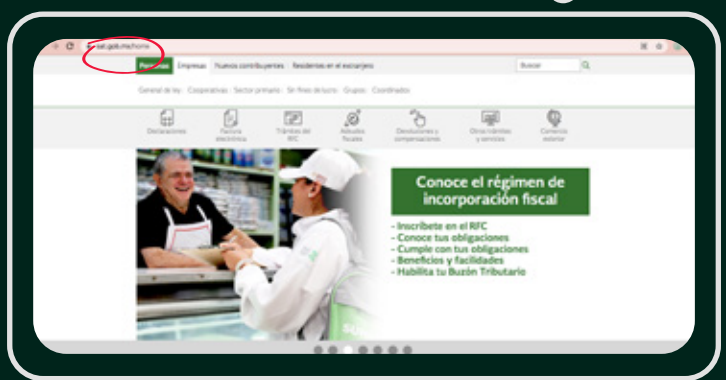 sat.gob.mx/home
Personas Empresas Nuevos contribuyentes Residentes en el extranjero Buscar
General de ley Cooperativas Sector primario Sin fines de lucro Grupos Coordinados
Declaraciones
Factura
electrónica
Trámites del
RFC
Adeudos
fiscales
Devoluciones y
compensaciones
Otros trámites
y servicios
Comercio
exterior
Conoce el régimen de
incorporación fiscal
- Inscríbete en el RFC
- Conoce tus obligaciones
- Cumple con tus obligaciones
- Beneficios y facilidades
- Habilita tu Buzón Tributario